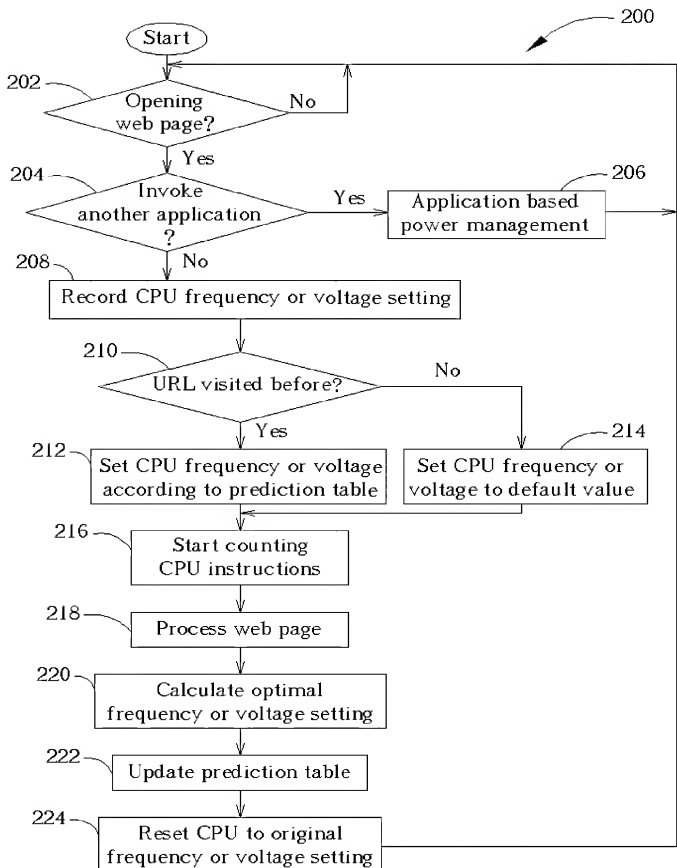 200
Start
202
Opening
web page?
No
Yes
204
Invoke
another application
?
Yes
206
Application based
power management
No
208
Record CPU frequency or voltage setting
210
URL visited before?
No
Yes
212
Set CPU frequency or voltage
according to prediction table
214
Set CPU frequency or
voltage to default value
216
Start counting
CPU instructions
218
Process web page
220
Calculate optimal
frequency or voltage setting
222
Update prediction table
224
Reset CPU to original
frequency or voltage setting